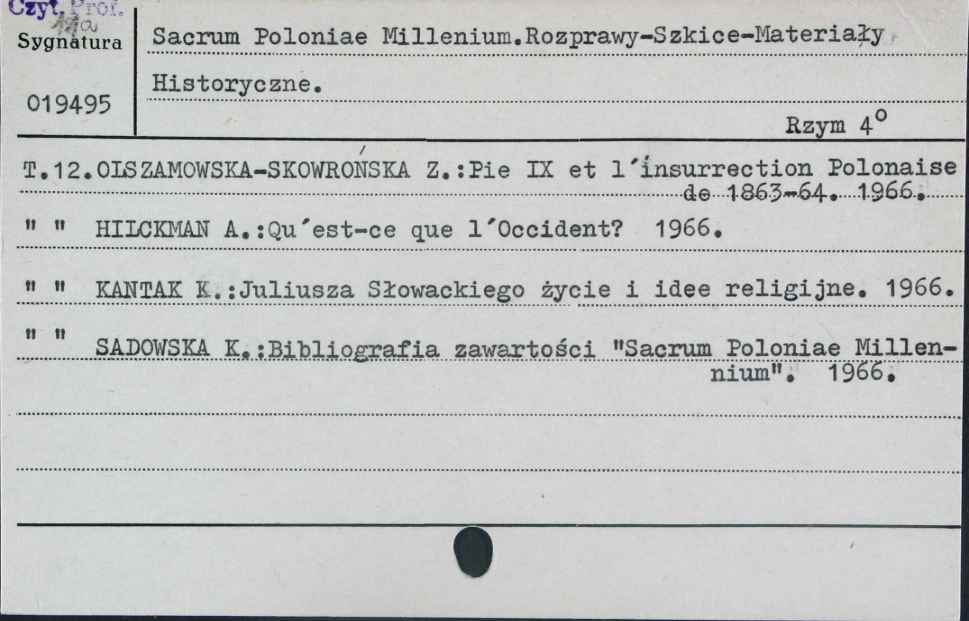 Czyt. Prof.
11a
Sygnatura
Sacrum Poloniae Millenium.Rozprawy-Szkice-Materiały
Historyczne.
019495
Rzym 4⁰
T.12.OLSZAMOWSKA-SKOWROŃSKA Z.:Pie IX et l´insurrection Polonaise
de 1863-64. 1966.
" " HILCKMAN A.:Qu´est-ce que l´Occident? 1966.
" " KANTAK K.:Juliusza Słowackiego życie i idee religijne. 1966.
" " SADOWSKA K.:Bibliografia zawartości "Sacrum Poloniae Millen-
nium". 1966.